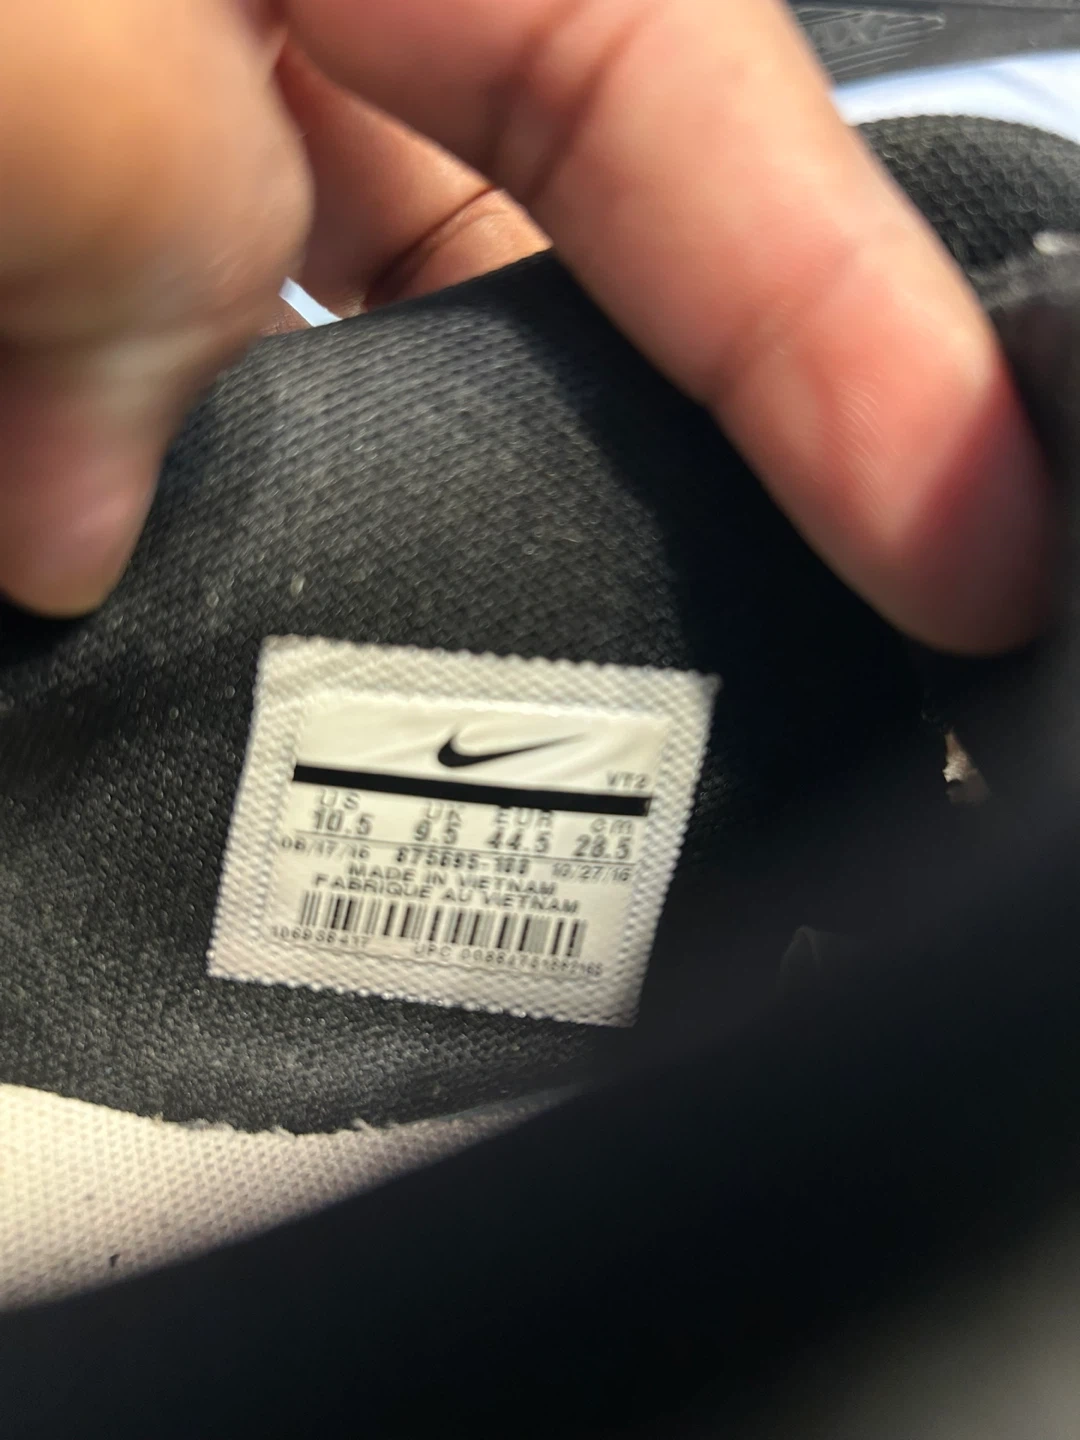 VT2
US UK EUR cm
10.5 9.5 44.5 28.5
08/17/16 875695-100 10/27/16
MADE IN VIETNAM
FABRIQUE AU VIETNAM
UPC